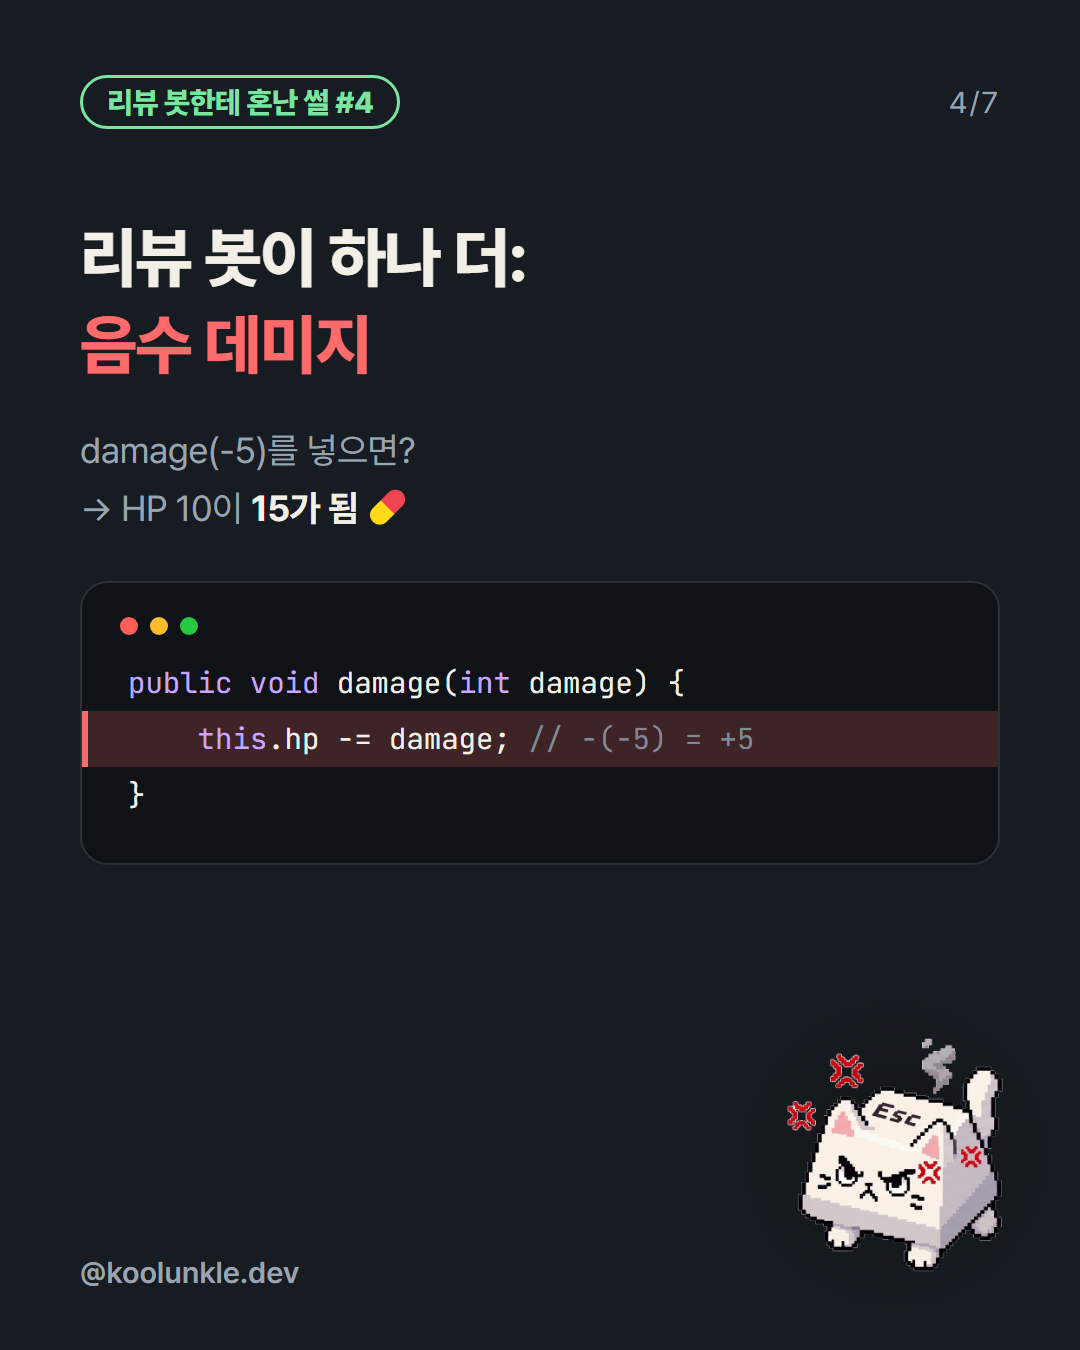 리뷰 봇한테 혼난 썰 #4
4/7
리뷰 봇이 하나 더:
음수 데미지
damage(-5)를 넣으면?
→ HP 10이 15가 됨 💊
public void damage(int damage) {
    this.hp -= damage; // -(-5) = +5
}
Esc
@koolunkle.dev